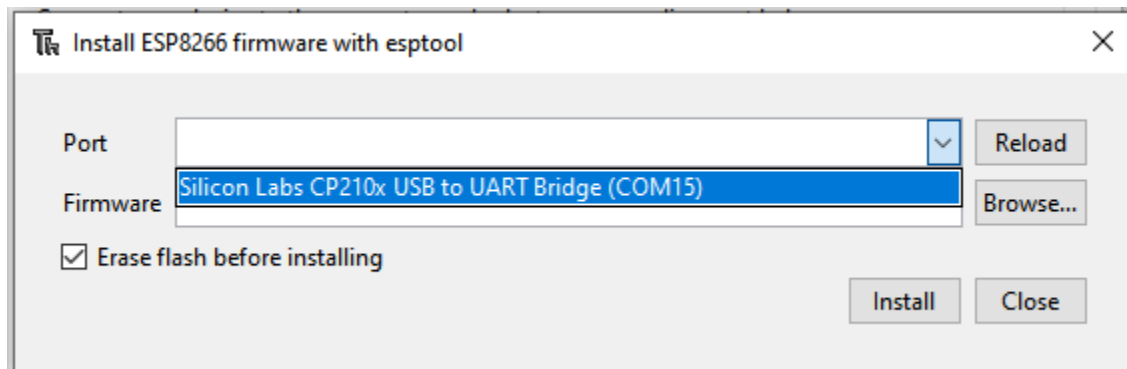 Install ESP8266 firmware with esptool
Port
Reload
Silicon Labs CP210x USB to UART Bridge (COM15)
Firmware
Browse...
Erase flash before installing
Install
Close